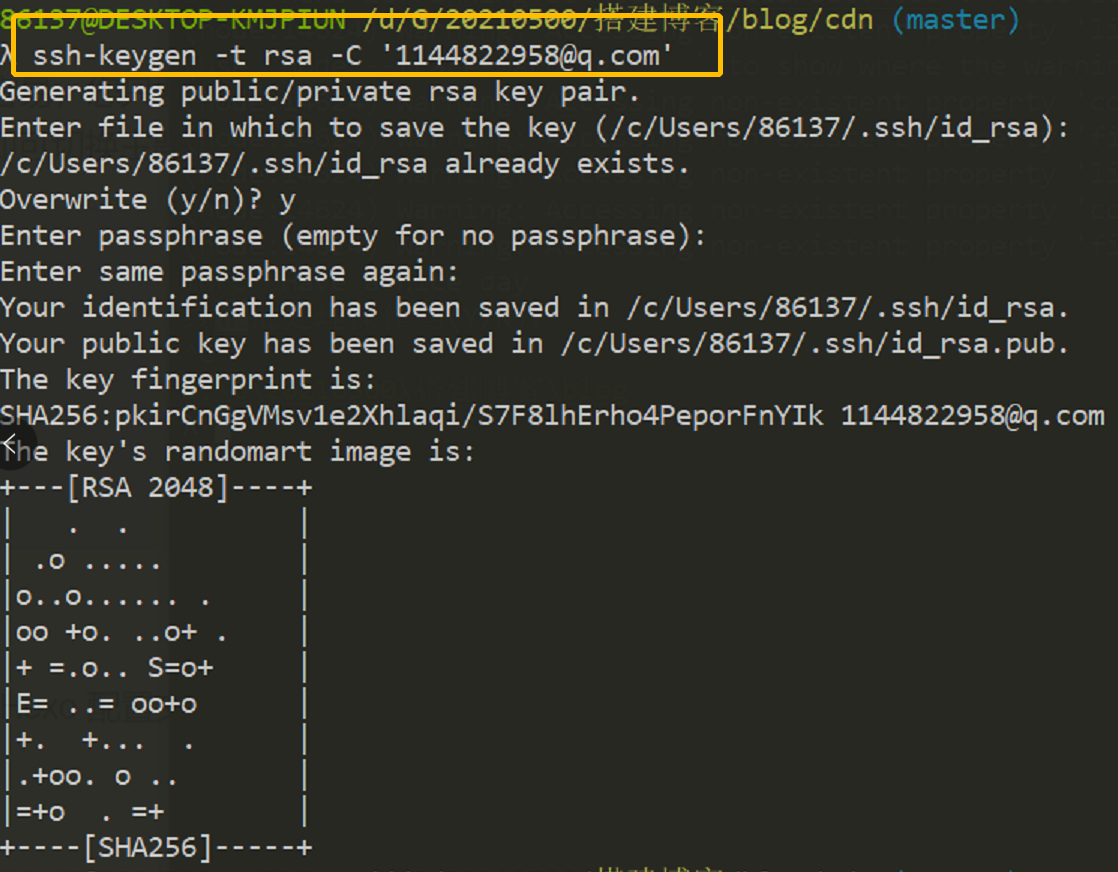 86137@DESKTOP-KMJPIUN /d/G/20210500/搭建博客/blog/cdn (master)
λ ssh-keygen -t rsa -C '1144822958@q.com'
Generating public/private rsa key pair.
Enter file in which to save the key (/c/Users/86137/.ssh/id_rsa):
/c/Users/86137/.ssh/id_rsa already exists.
Overwrite (y/n)? y
Enter passphrase (empty for no passphrase):
Enter same passphrase again:
Your identification has been saved in /c/Users/86137/.ssh/id_rsa.
Your public key has been saved in /c/Users/86137/.ssh/id_rsa.pub.
The key fingerprint is:
SHA256:pkirCnGgVMsv1e2Xhlaqi/S7F8lhErho4PeporFnYIk 1144822958@q.com
The key's randomart image is:
+---[RSA 2048]----+
|   .  .          |
| .o .....        |
|o..o...... .     |
|oo +o. ..o+ .    |
|+ =.o.. S=o+     |
|E= ..= oo+o      |
|+.  +...  .      |
|.+oo. o ..       |
|=+o  . =+        |
+----[SHA256]-----+